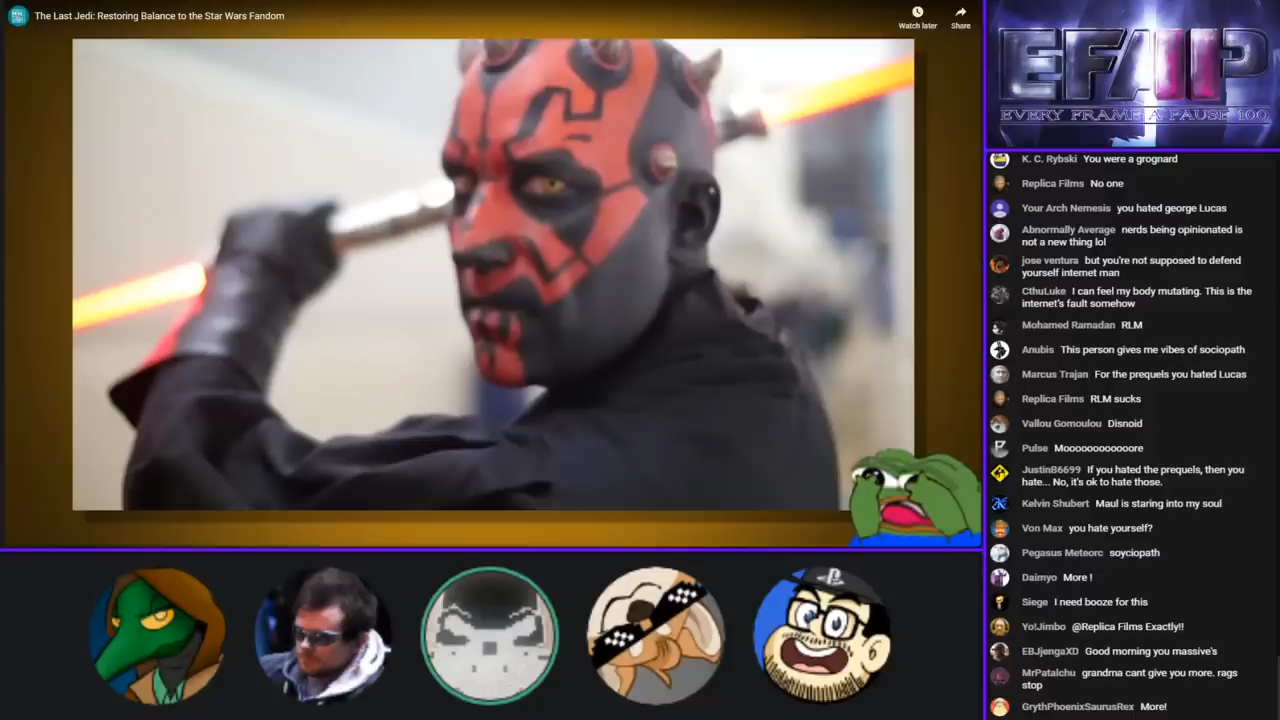 The Last Jedi: Restoring Balance to the Star Wars Fandom
Watch later
Share
EFAP
EVERY FRAME A PAUSE 100
K. C. Rybski You were a grognard
Replica Films No one
Your Arch Nemesis you hated george Lucas
Abnormally Average nerds being opinionated is
not a new thing lol
jose ventura but you're not supposed to defend
yourself internet man
CthuLuke I can feel my body mutating. This is the
internet's fault somehow
Mohamed Ramadan RLM
Anubis This person gives me vibes of sociopath
Marcus Trajan For the prequels you hated Lucas
Replica Films RLM sucks
Vallou Gomoulou Disnoid
Pulse Moooooooooooore
JustinB6699 If you hated the prequels, then you
hate... No, it's ok to hate those.
Kelvin Shubert Maul is staring into my soul
Von Max you hate yourself?
Pegasus Meteorc soyciopath
Daimyo More !
Siege I need booze for this
Yo!Jimbo @Replica Films Exactly!!
EBJjengaXD Good morning you massive's
MrPatalchu grandma cant give you more. rags
stop
GrythPhoenixSaurusRex More!